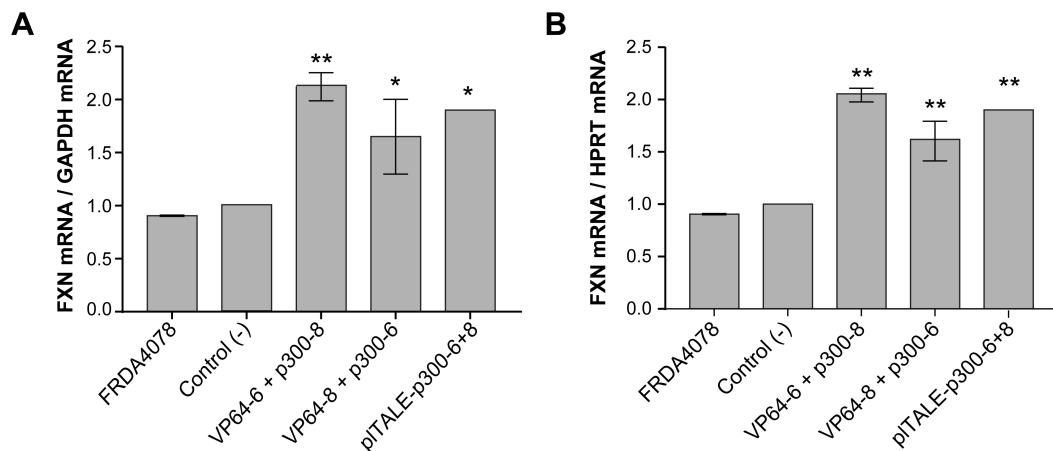 A
FXN mRNA / GAPDH mRNA
2.5
2.0
1.5
1.0
0.5
0.0
**
*
*
FRDA4078
Control (-)
VP64-6 + p300-8
VP64-8 + p300-6
pITALE-p300-6+8
B
FXN mRNA / HPRT mRNA
2.5
2.0
1.5
1.0
0.5
0.0
**
**
**
FRDA4078
Control (-)
VP64-6 + p300-8
VP64-8 + p300-6
pITALE-p300-6+8